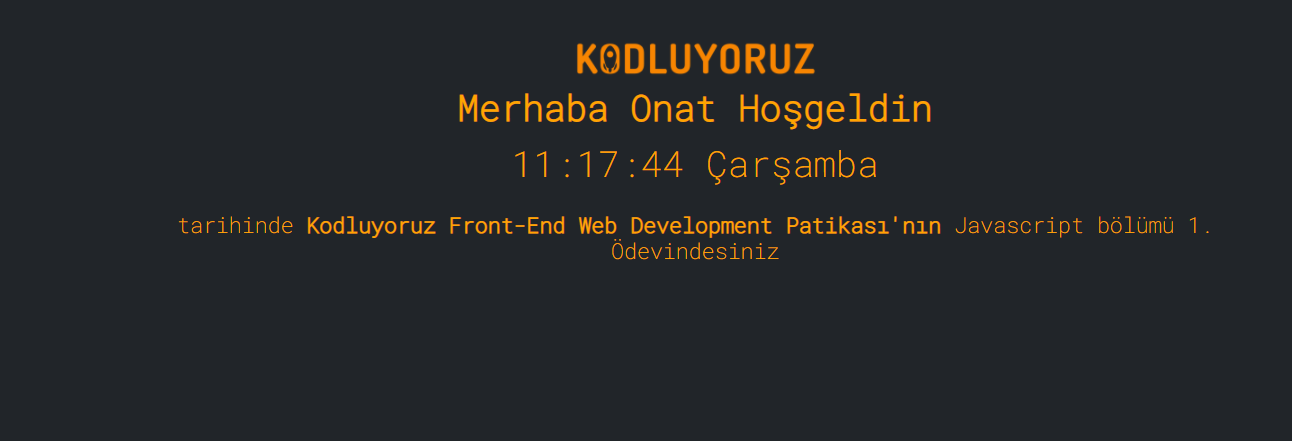 KODLUYORUZ
Merhaba Onat Hoşgeldin
11:17:44 Çarşamba
tarihinde Kodluyoruz Front-End Web Development Patikası'nın Javascript bölümü 1.
Ödevindesiniz